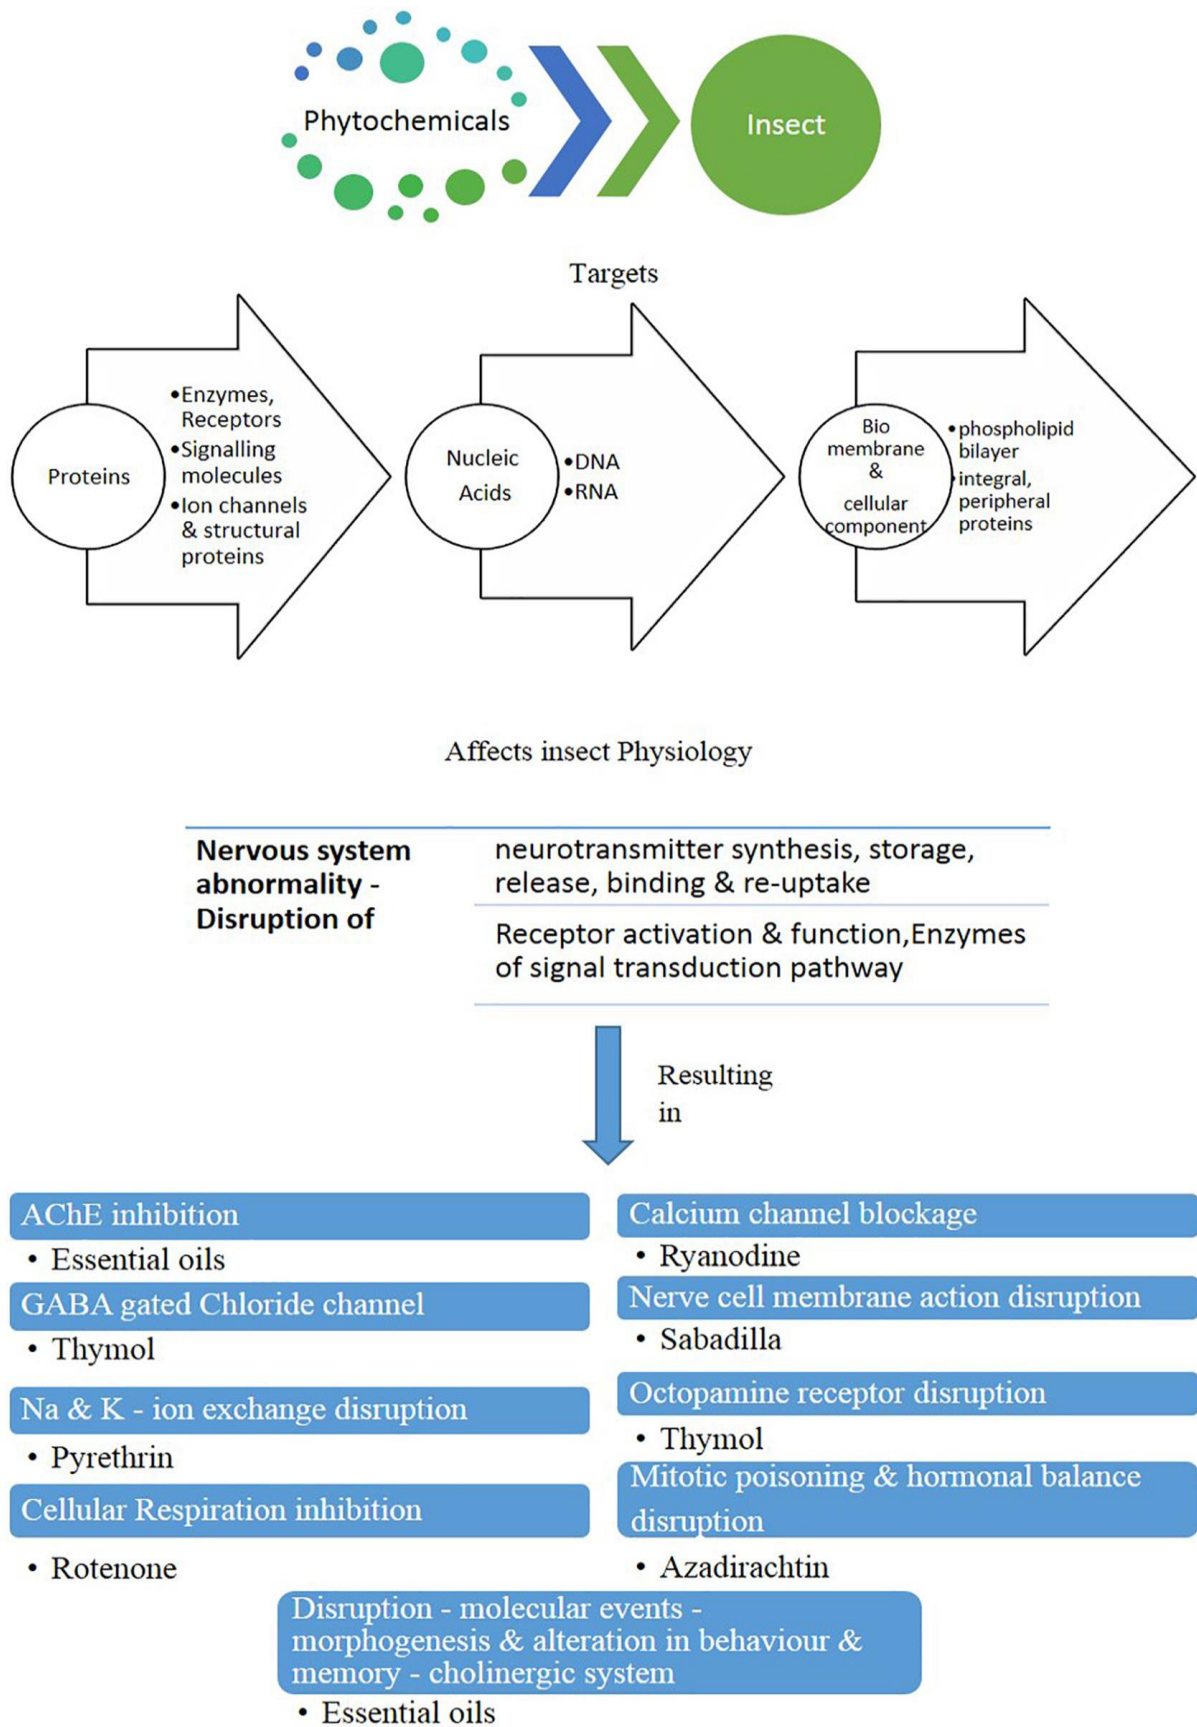 Phytochemicals
Insect
Targets
Proteins
•Enzymes,
Receptors
•Signalling
molecules
•Ion channels
& structural
proteins
Nucleic
Acids
•DNA
•RNA
Bio
membrane
&
cellular
component
•phospholipid
bilayer
•integral,
peripheral
proteins
Affects insect Physiology
Nervous system
abnormality -
Disruption of
neurotransmitter synthesis, storage,
release, binding & re-uptake
Receptor activation & function,Enzymes
of signal transduction pathway
Resulting
in
AChE inhibition
• Essential oils
GABA gated Chloride channel
• Thymol
Na & K - ion exchange disruption
• Pyrethrin
Cellular Respiration inhibition
• Rotenone
Calcium channel blockage
• Ryanodine
Nerve cell membrane action disruption
• Sabadilla
Octopamine receptor disruption
• Thymol
Mitotic poisoning & hormonal balance
disruption
• Azadirachtin
Disruption - molecular events -
morphogenesis & alteration in behaviour &
memory - cholinergic system
• Essential oils